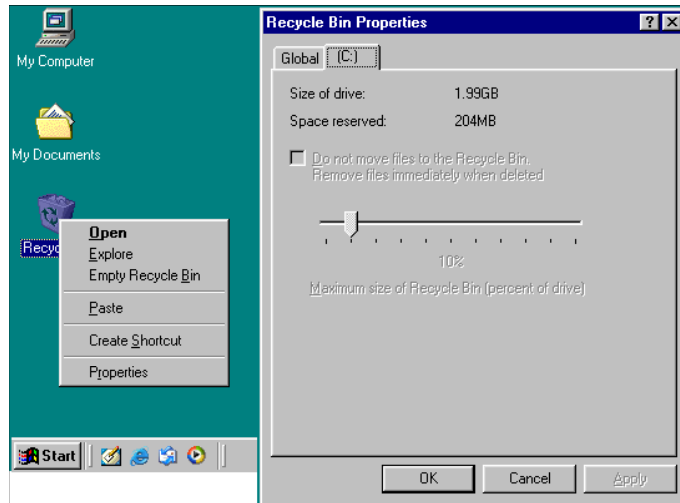 My Computer
My Documents
Recyc
Open
Explore
Empty Recycle Bin
Paste
Create Shortcut
Properties
Start
Recycle Bin Properties
Global
(C:)
Size of drive: 1.99GB
Space reserved: 204MB
Do not move files to the Recycle Bin.
Remove files immediately when deleted
10%
Maximum size of Recycle Bin (percent of drive)
OK
Cancel
Apply